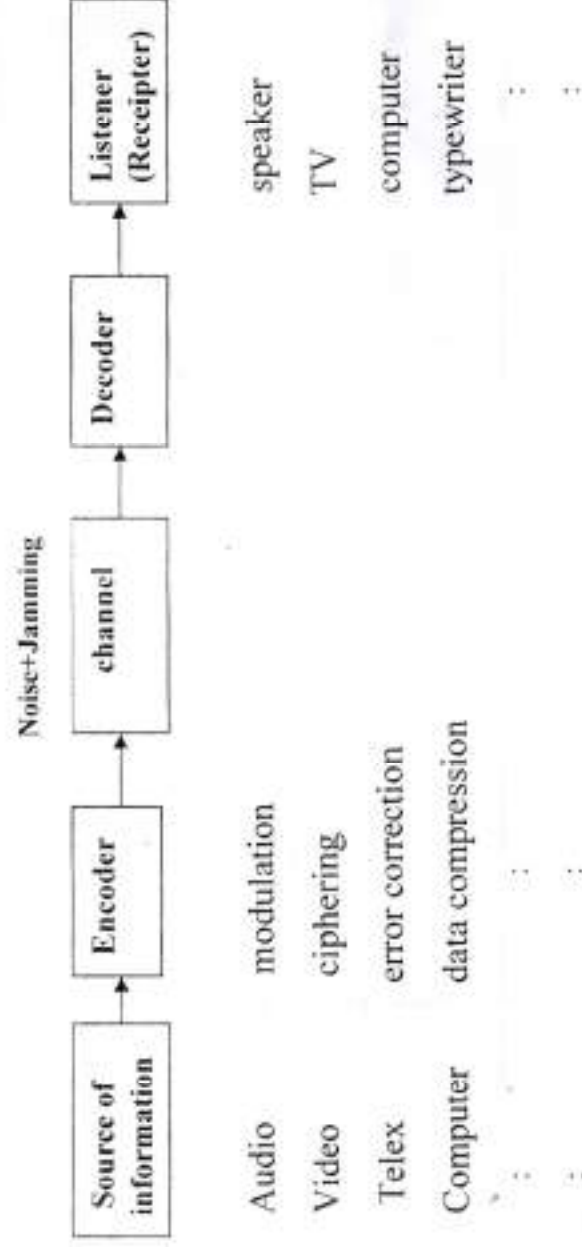 Noise+Jamming
Source of
information
Encoder
channel
Decoder
Listener
(Receipter)
Audio modulation speaker
Video ciphering TV
Telex error correction computer
Computer data compression typewriter
: : :
: : :